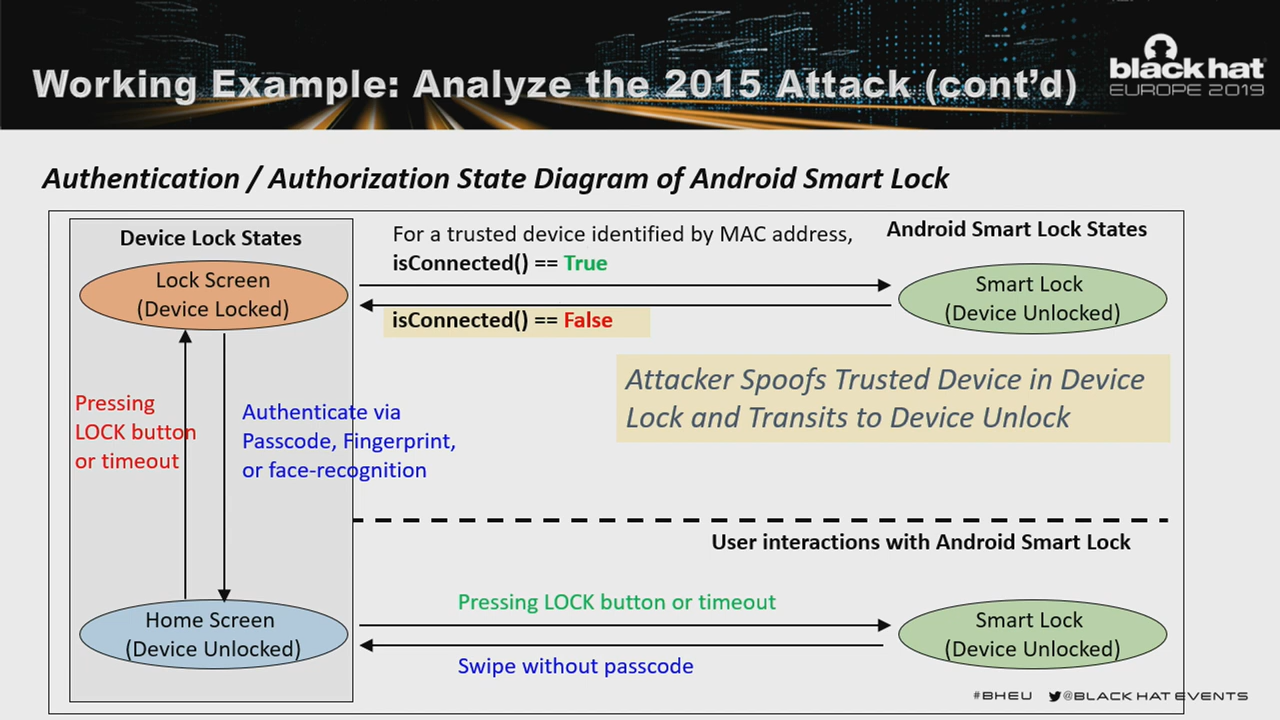 Working Example: Analyze the 2015 Attack (cont'd)
black hat
EUROPE 2019
Authentication / Authorization State Diagram of Android Smart Lock
Device Lock States
For a trusted device identified by MAC address,
isConnected() == True
Android Smart Lock States
Lock Screen
(Device Locked)
Smart Lock
(Device Unlocked)
isConnected() == False
Attacker Spoofs Trusted Device in Device
Lock and Transits to Device Unlock
Pressing
LOCK button
or timeout
Authenticate via
Passcode, Fingerprint,
or face-recognition
User interactions with Android Smart Lock
Pressing LOCK button or timeout
Home Screen
(Device Unlocked)
Smart Lock
(Device Unlocked)
Swipe without passcode
#BHEU @BLACK HAT EVENTS